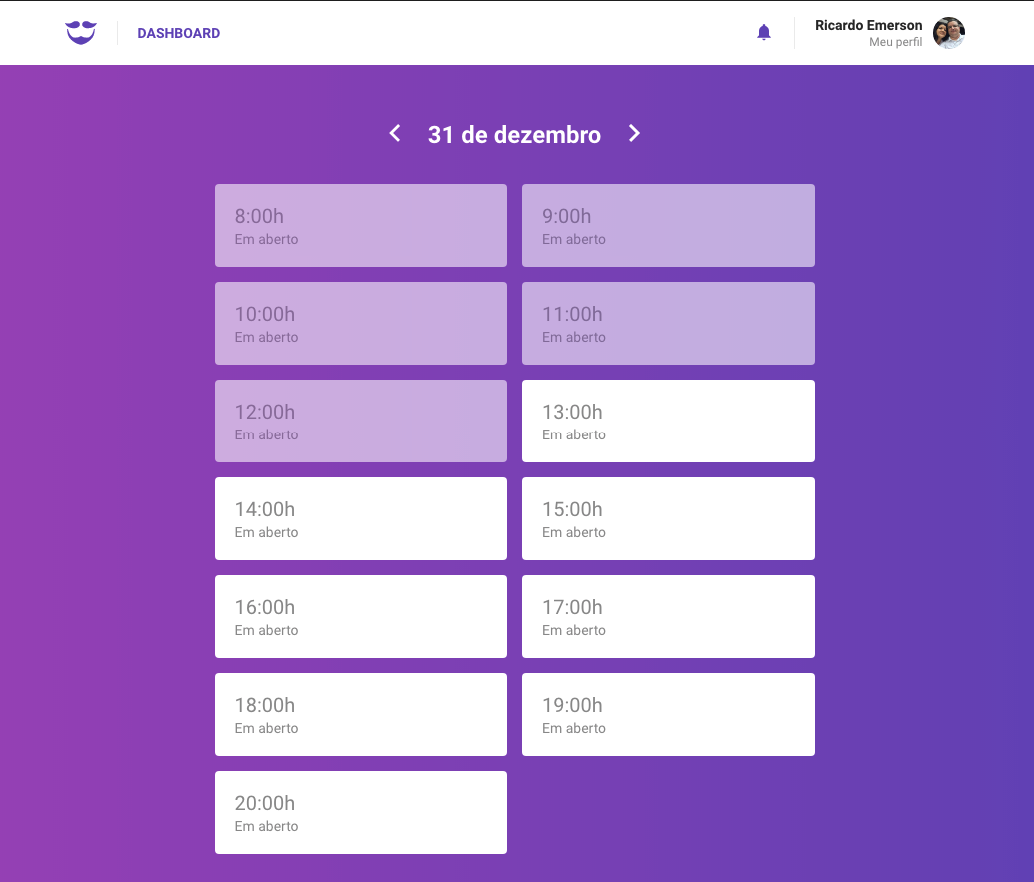 DASHBOARD
Ricardo Emerson
Meu perfil
31 de dezembro
8:00h
Em aberto
9:00h
Em aberto
10:00h
Em aberto
11:00h
Em aberto
12:00h
Em aberto
13:00h
Em aberto
14:00h
Em aberto
15:00h
Em aberto
16:00h
Em aberto
17:00h
Em aberto
18:00h
Em aberto
19:00h
Em aberto
20:00h
Em aberto